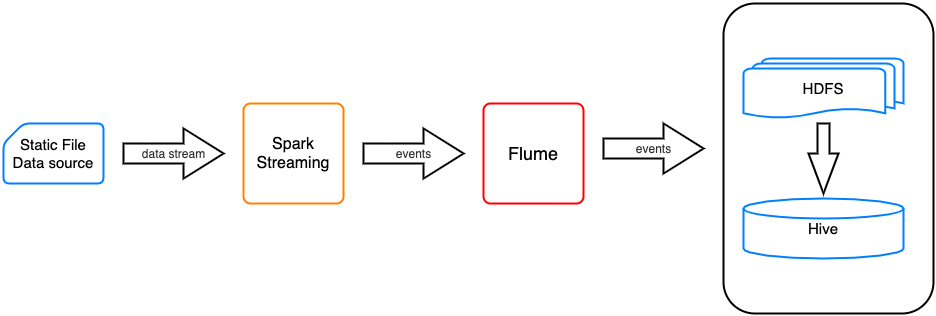 Static File
Data source
data stream
Spark
Streaming
events
Flume
events
HDFS
Hive